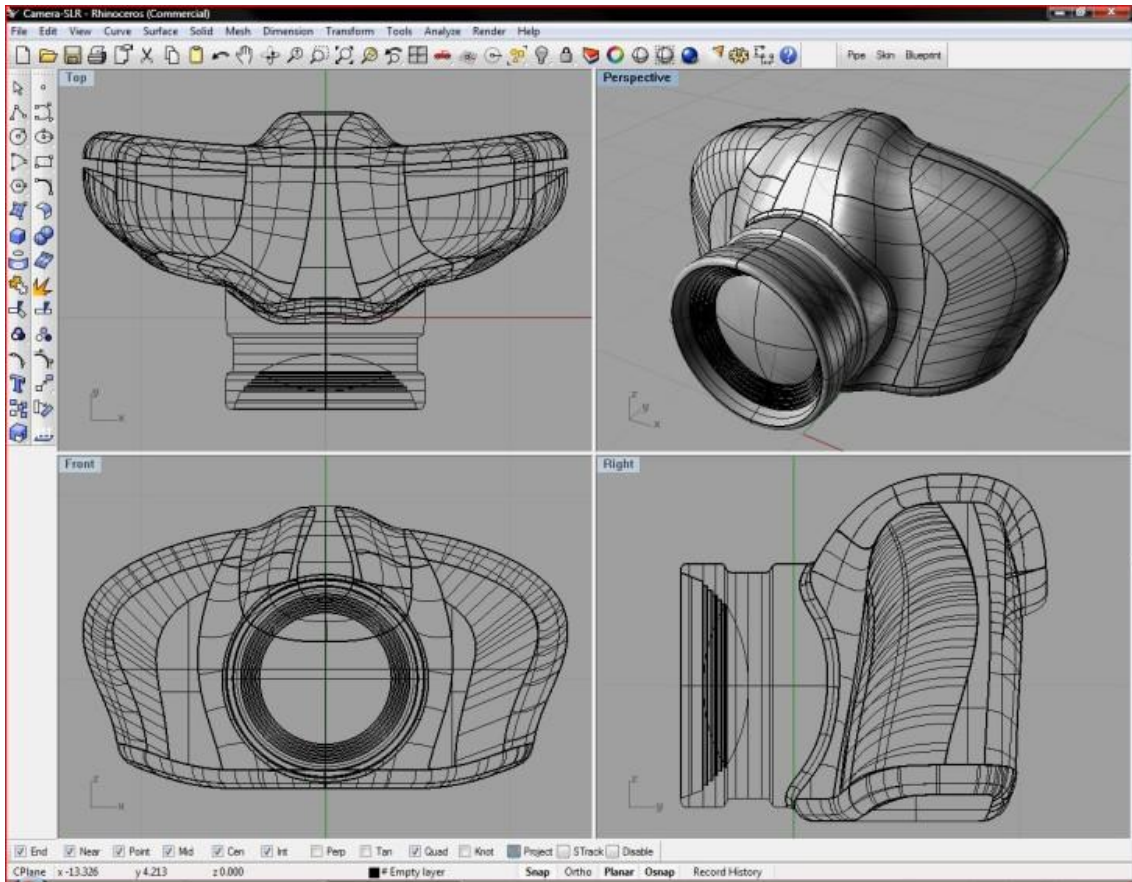 Camera-SLR - Rhinoceros (Commercial)
File Edit View Curve Surface Solid Mesh Dimension Transform Tools Analyze Render Help
Pipe Skin Blueprint
Top
Perspective
y
x
z
y
x
Front
Right
z
x
z
y
End Near Point Mid Cen Int Perp Tan Quad Knot Project STrack Disable
CPlane x -13.326 y 4.213 z 0.000 # Empty layer Snap Ortho Planar Osnap Record History